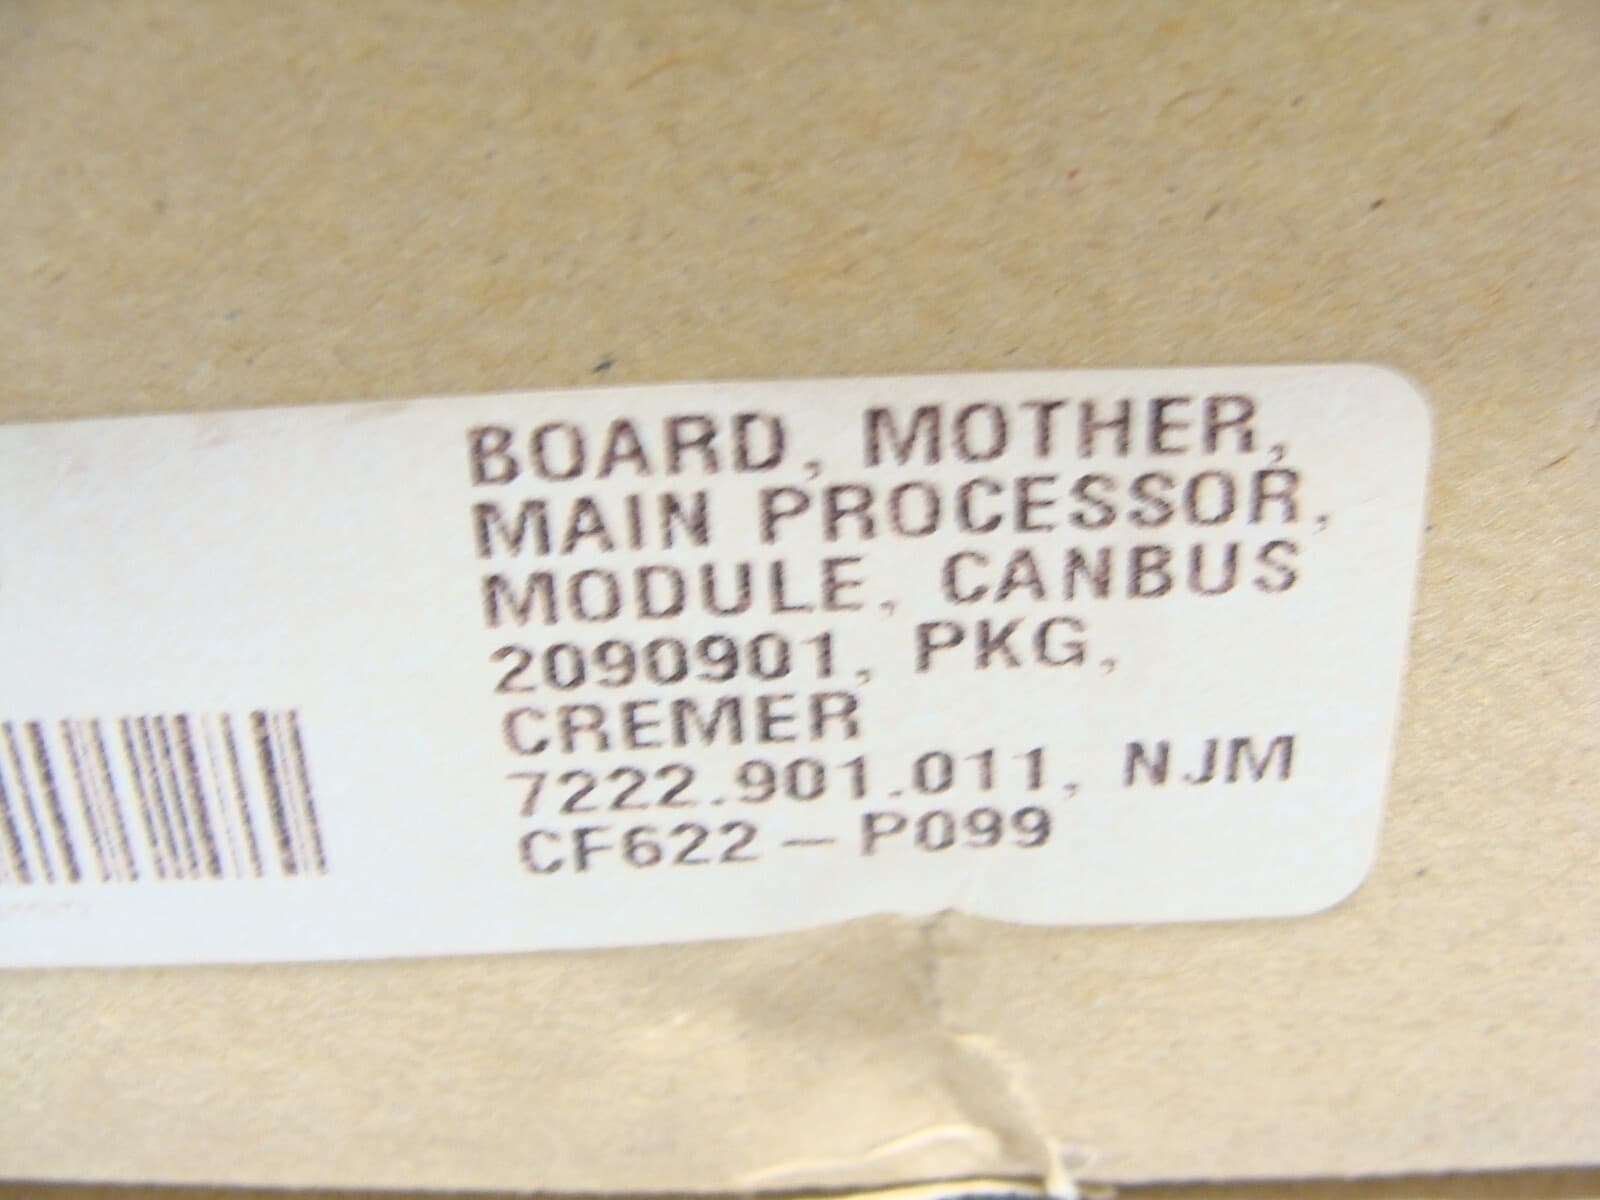 BOARD, MOTHER,
MAIN PROCESSOR,
MODULE, CANBUS
2090901, PKG,
CREMER
7222.901.011, NJM
CF622-P099